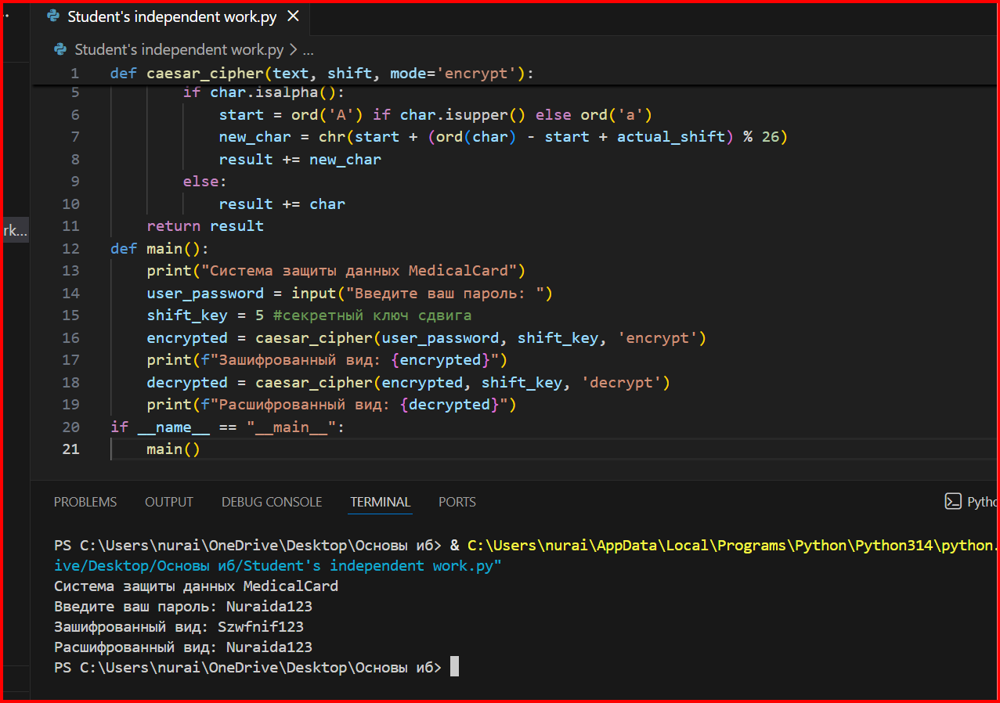 Student's independent work.py ×
Student's independent work.py > ...
1 def caesar_cipher(text, shift, mode='encrypt'):
5 if char.isalpha():
6 start = ord('A') if char.isupper() else ord('a')
7 new_char = chr(start + (ord(char) - start + actual_shift) % 26)
8 result += new_char
9 else:
10 result += char
rk...
11 return result
12 def main():
13 print("Система защиты данных MedicalCard")
14 user_password = input("Введите ваш пароль: ")
15 shift_key = 5 #секретный ключ сдвига
16 encrypted = caesar_cipher(user_password, shift_key, 'encrypt')
17 print(f"Зашифрованный вид: {encrypted}")
18 decrypted = caesar_cipher(encrypted, shift_key, 'decrypt')
19 print(f"Расшифрованный вид: {decrypted}")
20 if __name__ == "__main__":
21 main()
PROBLEMS OUTPUT DEBUG CONSOLE TERMINAL PORTS Pytho
PS C:\Users\nurai\OneDrive\Desktop\Основы иб> & C:\Users\nurai\AppData\Local\Programs\Python\Python314\python.
ive/Desktop/Основы иб/Student's independent work.py"
Система защиты данных MedicalCard
Введите ваш пароль: Nuraida123
Зашифрованный вид: Szwfnif123
Расшифрованный вид: Nuraida123
PS C:\Users\nurai\OneDrive\Desktop\Основы иб>